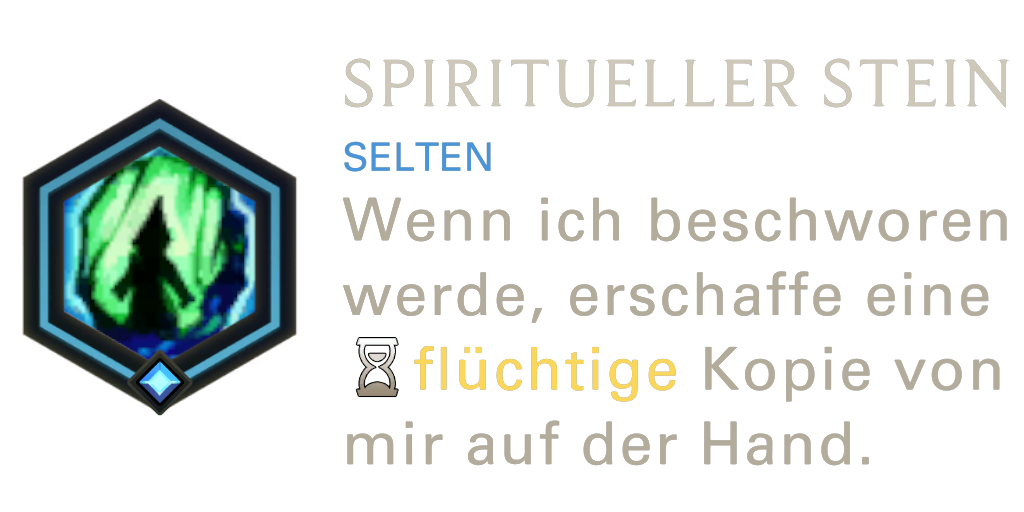 SPIRITUELLER STEIN
SELTEN
Wenn ich beschworen
werde, erschaffe eine
flüchtige Kopie von
mir auf der Hand.